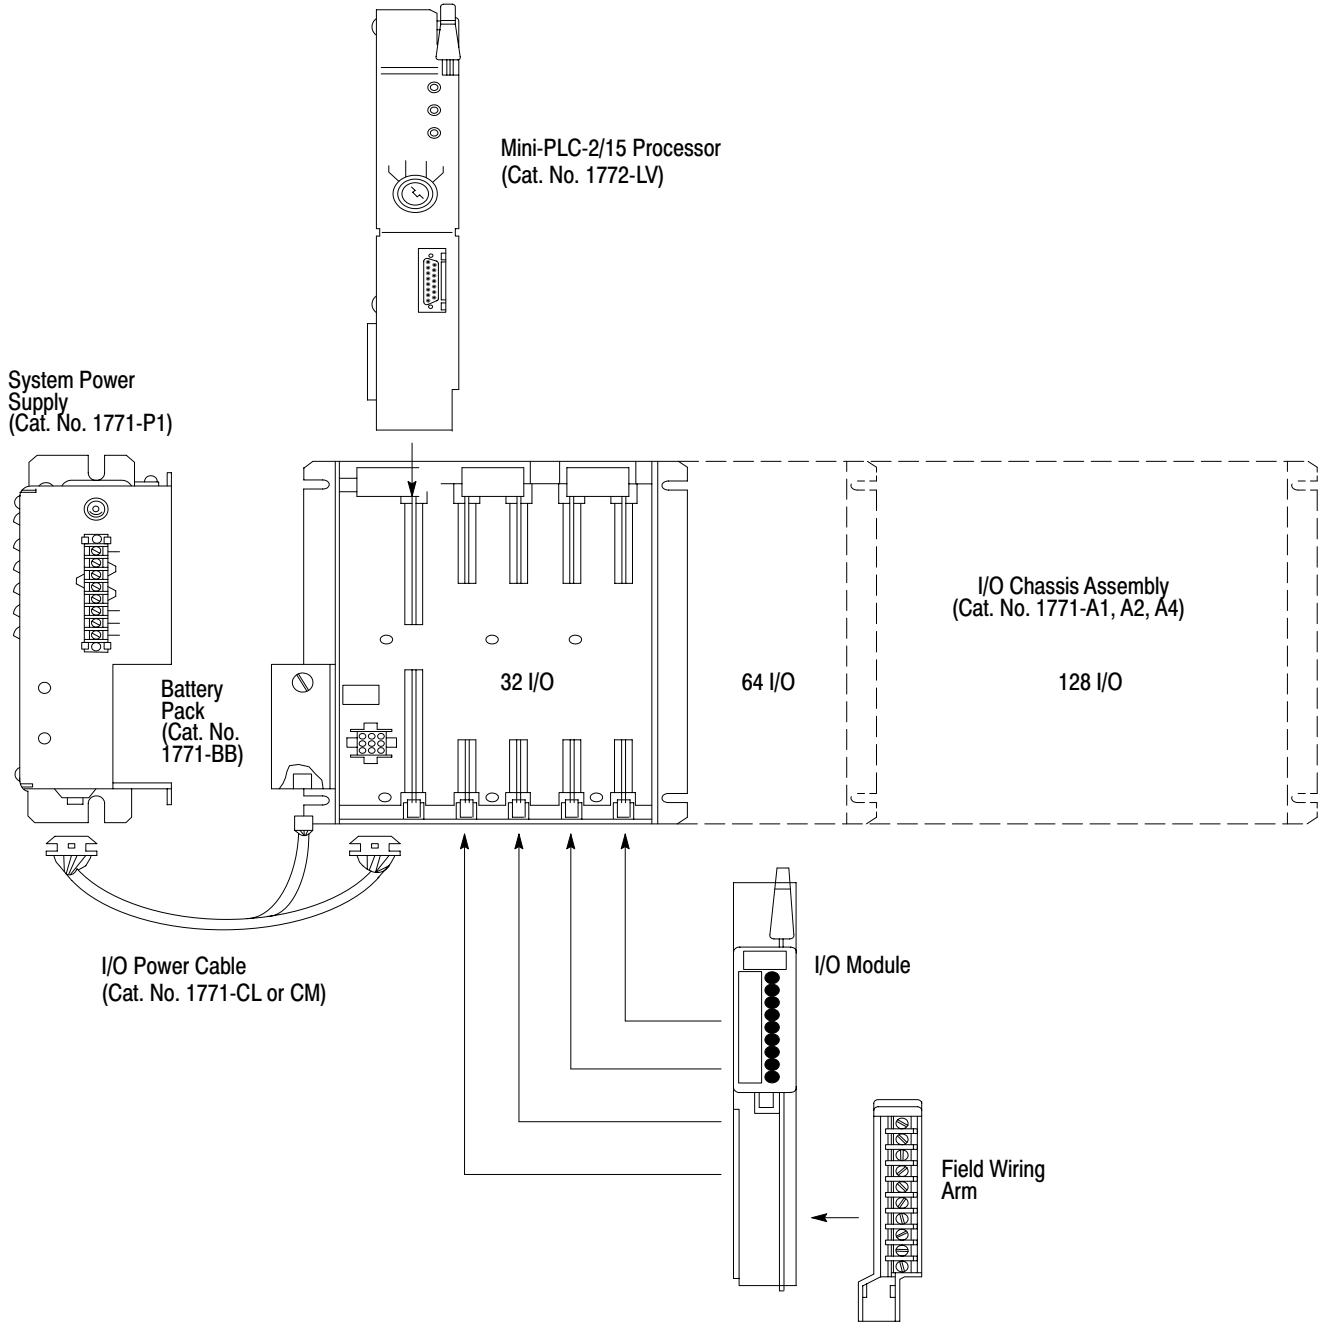 Mini-PLC-2/15 Processor
(Cat. No. 1772-LV)
System Power
Supply
(Cat. No. 1771-P1)
I/O Chassis Assembly
(Cat. No. 1771-A1, A2, A4)
Battery
Pack
(Cat. No.
1771-BB)
32 I/O
64 I/O
128 I/O
I/O Power Cable
(Cat. No. 1771-CL or CM)
I/O Module
Field Wiring
Arm